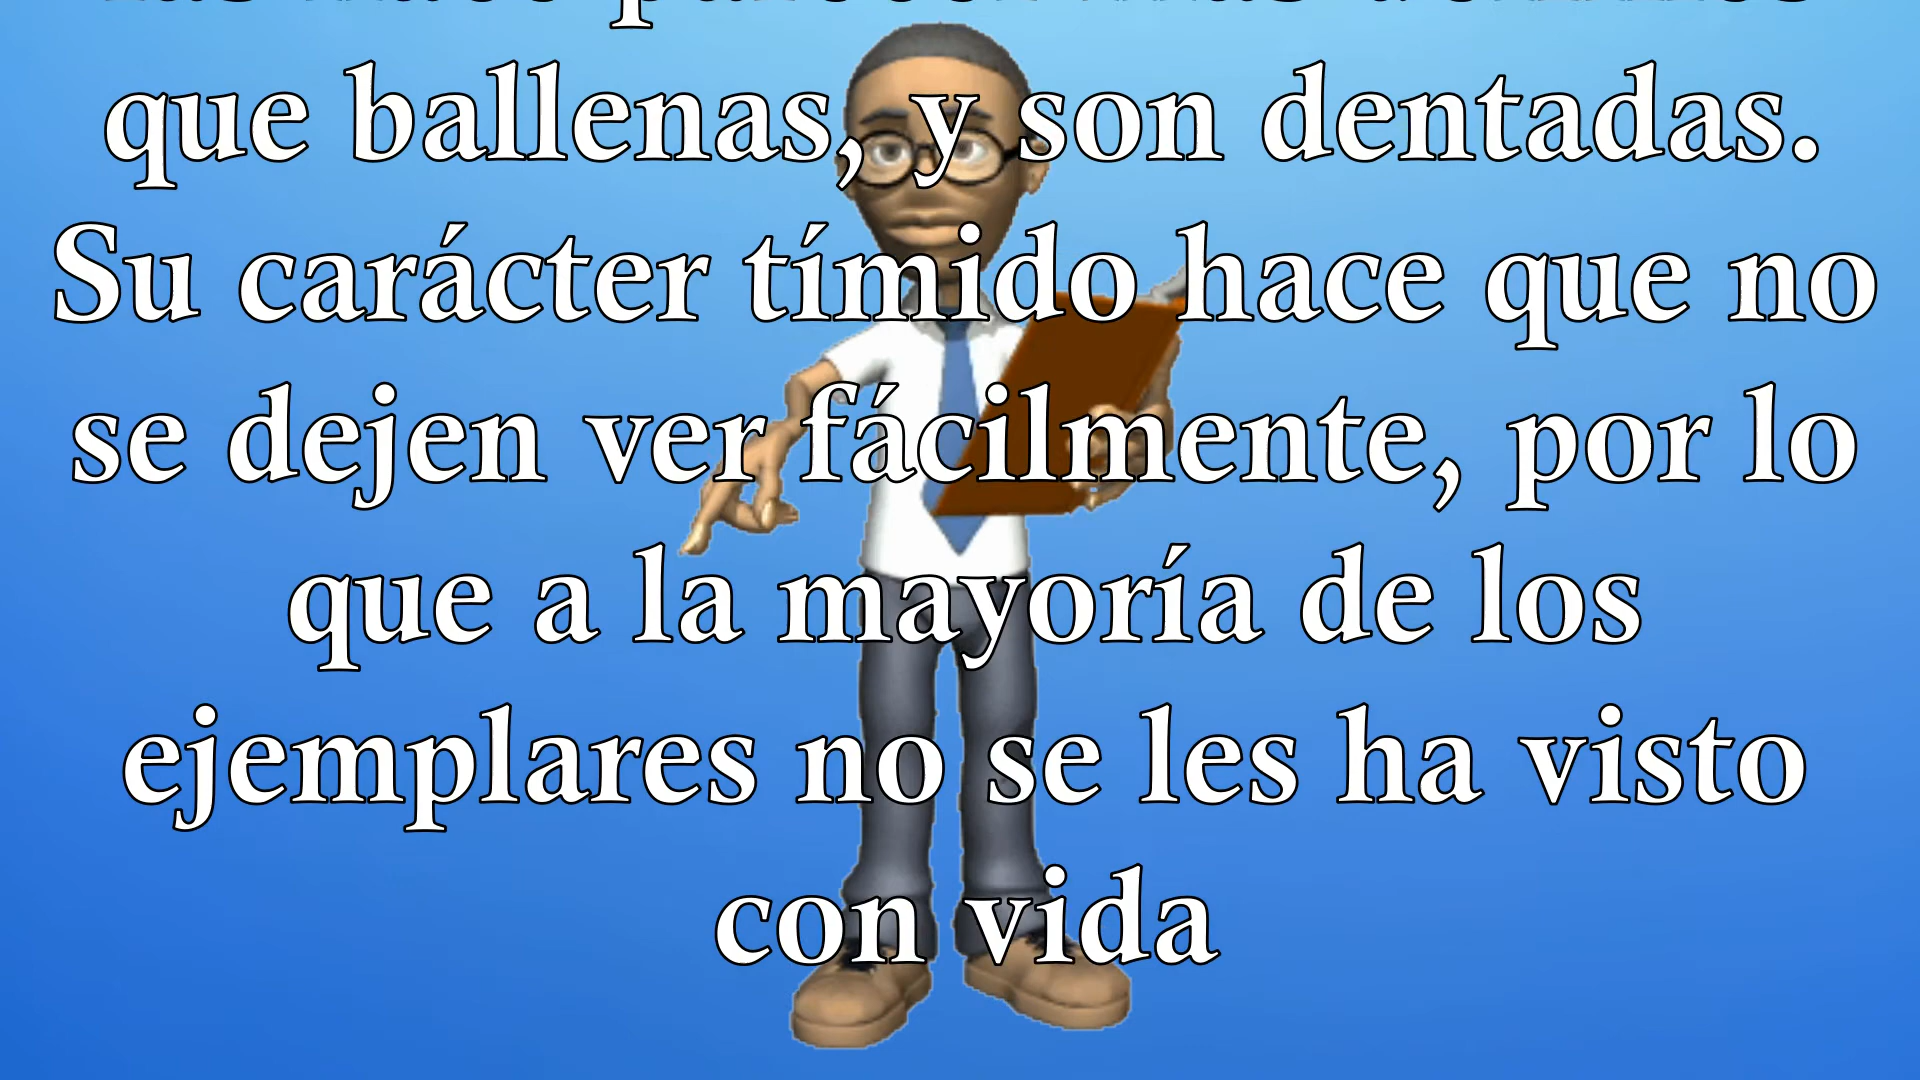 que ballenas, y son dentadas.
Su carácter tímido hace que no
se dejen ver fácilmente, por lo
que a la mayoría de los
ejemplares no se les ha visto
con vida